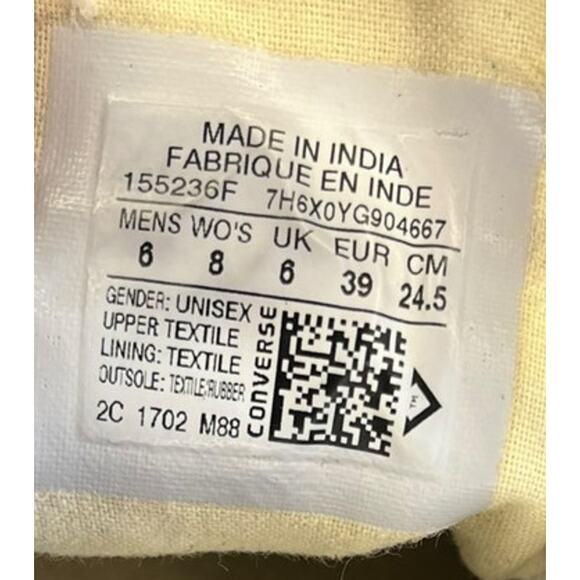 MADE IN INDIA
FABRIQUE EN INDE
155236F 7H6X0YG904667
MENS WO'S UK EUR CM
6 8 6 39 24.5
GENDER: UNISEX
UPPER TEXTILE
LINING: TEXTILE
OUTSOLE: TEXTILE/RUBBER
2C 1702 M88
CONVERSE
TM